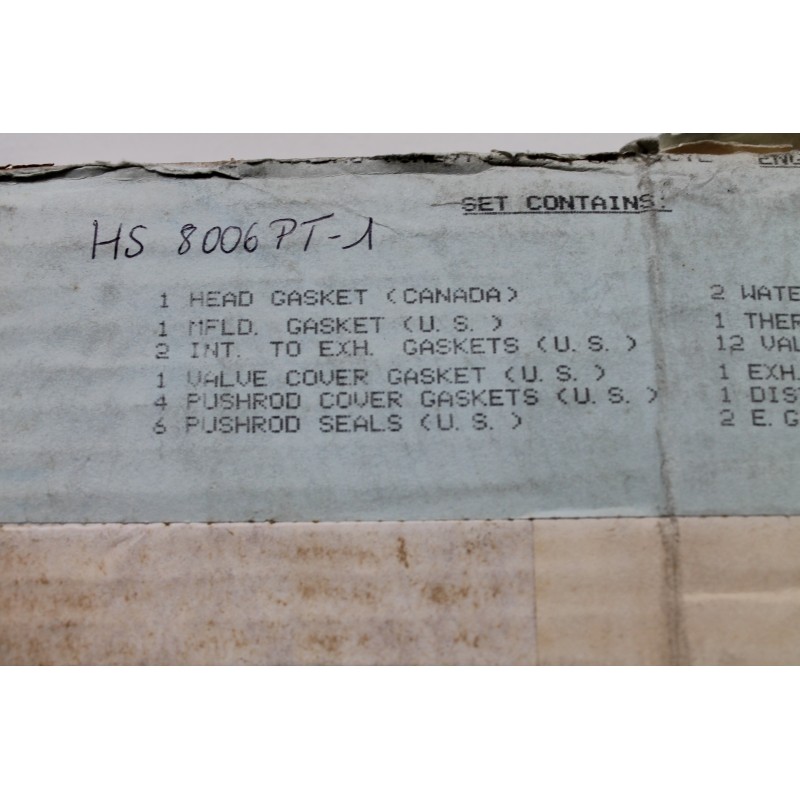 SET CONTAINS:
HS 8006PT-1
1 HEAD GASKET (CANADA)
1 MFLD. GASKET (U.S.)
2 INT. TO EXH. GASKETS (U.S.)
1 VALVE COVER GASKET (U.S.)
4 PUSHROD COVER GASKETS (U.S.)
6 PUSHROD SEALS (U.S.)
2 WATE
1 THER
12 VAL
1 EXH.
1 DIST
2 E.G